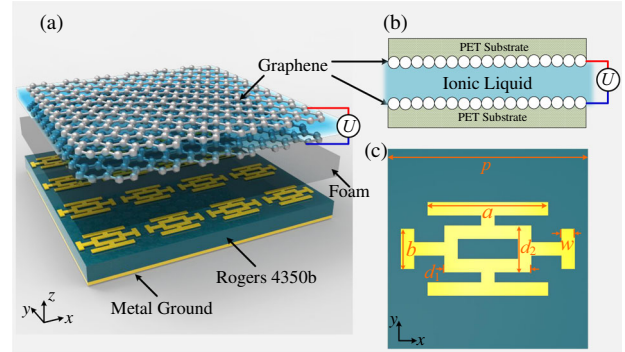 (a)
Graphene
U
Foam
Rogers 4350b
Metal Ground
z
y
x
(b)
PET Substrate
Ionic Liquid
U
PET Substrate
(c)
p
a
b
d₂
w
d₁
y
x